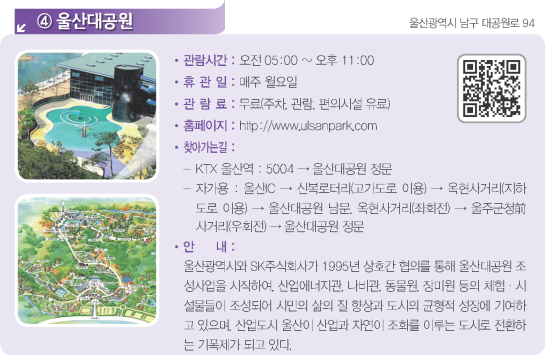 ④ 울산대공원
울산광역시 남구 대공원로 94
• 관람시간 : 오전 05:00 ~ 오후 11:00
• 휴 관 일 : 매주 월요일
• 관 람 료 : 무료(주차, 관람, 편의시설 유료)
• 홈페이지 : http://www.ulsanpark.com
• 찾아가는길 :
– KTX 울산역 : 5004 → 울산대공원 정문
– 자가용 : 울산IC → 신복로터리(고가도로 이용) → 옥현사거리(지하
도로 이용) → 울산대공원 남문, 옥현사거리(좌회전) → 울주군청前
사거리(우회전) → 울산대공원 정문
• 안 내 :
울산광역시와 SK주식회사가 1995년 상호간 협의를 통해 울산대공원 조
성사업을 시작하여, 산업에너지관, 나비관, 동물원, 장미원 등의 체험·시
설물들이 조성되어 시민의 삶의 질 향상과 도시의 균형적 성장에 기여하
고 있으며, 산업도시 울산이 산업과 자연이 조화를 이루는 도시로 전환하
는 기폭제가 되고 있다.